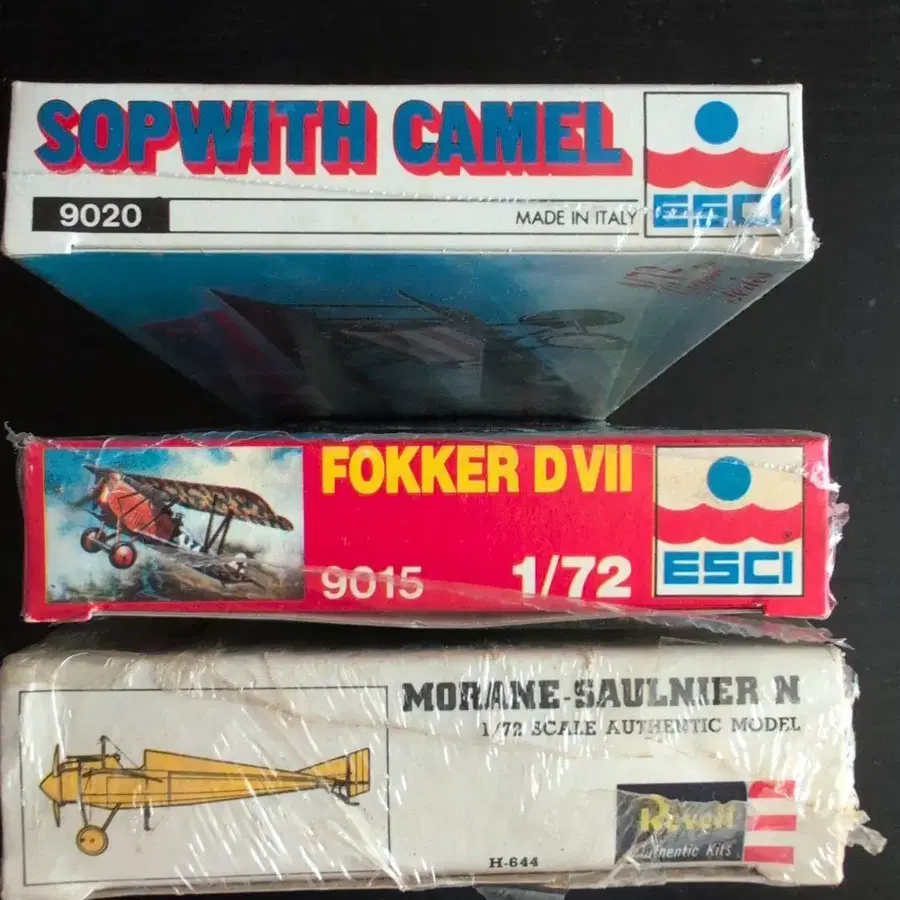 SOPWITH CAMEL
9020
MADE IN ITALY
ESCI
FOKKER D VII
9015
1/72
ESCI
MORANE-SAULNIER N
1/72 SCALE AUTHENTIC MODEL
Revell
Authentic Kits
H-644